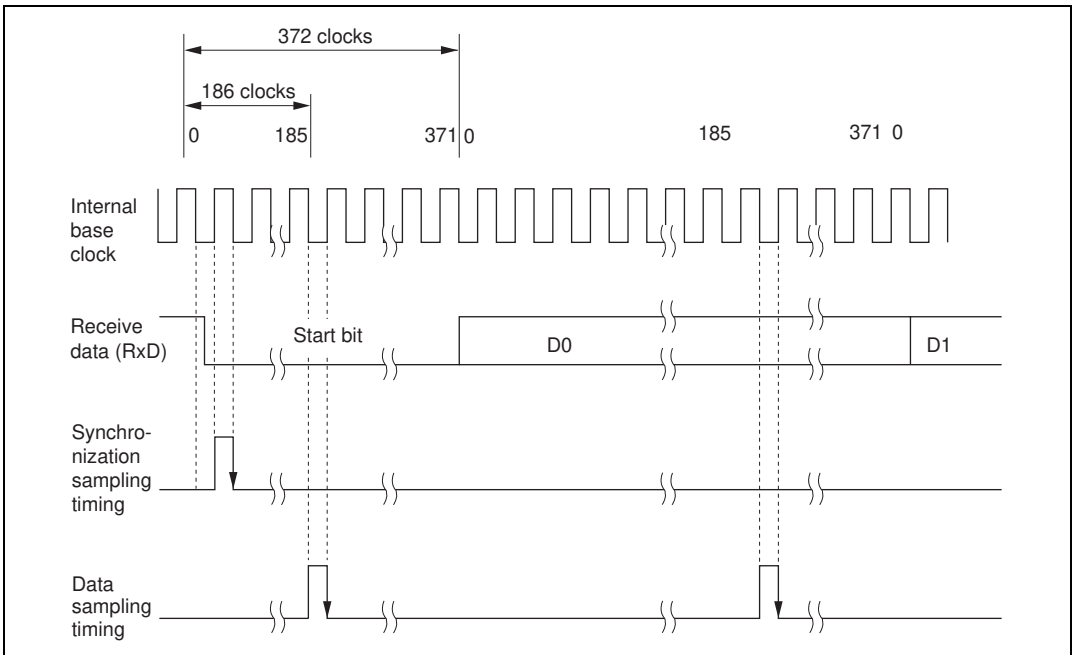 372 clocks
186 clocks
0 185 371 0 185 371 0
Internal
base
clock
Receive
data (RxD)
Start bit
D0
D1
Synchro-
nization
sampling
timing
Data
sampling
timing